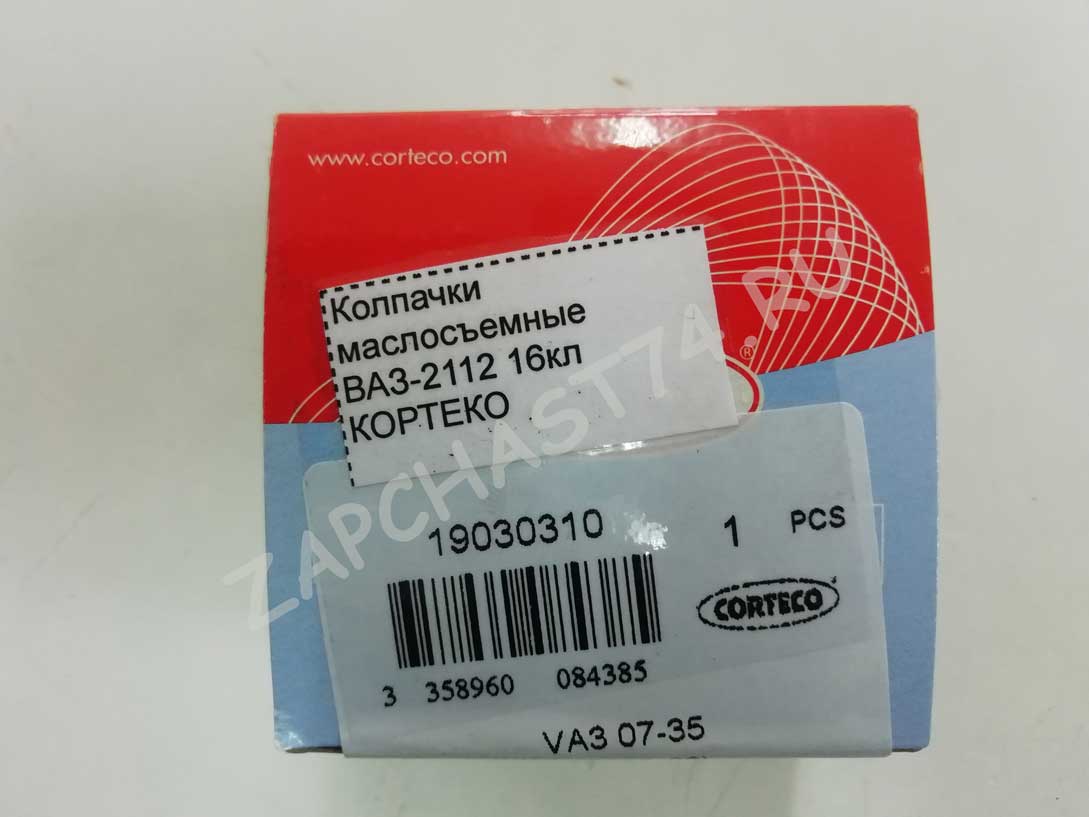 www.corteco.com
Колпачки
маслосъемные
ВАЗ-2112 16кл
КОРТЕКО
®
ZAPCHAST74.RU
19030310 1 PCS
CORTECO
3 358960 084385
VA3 07-35